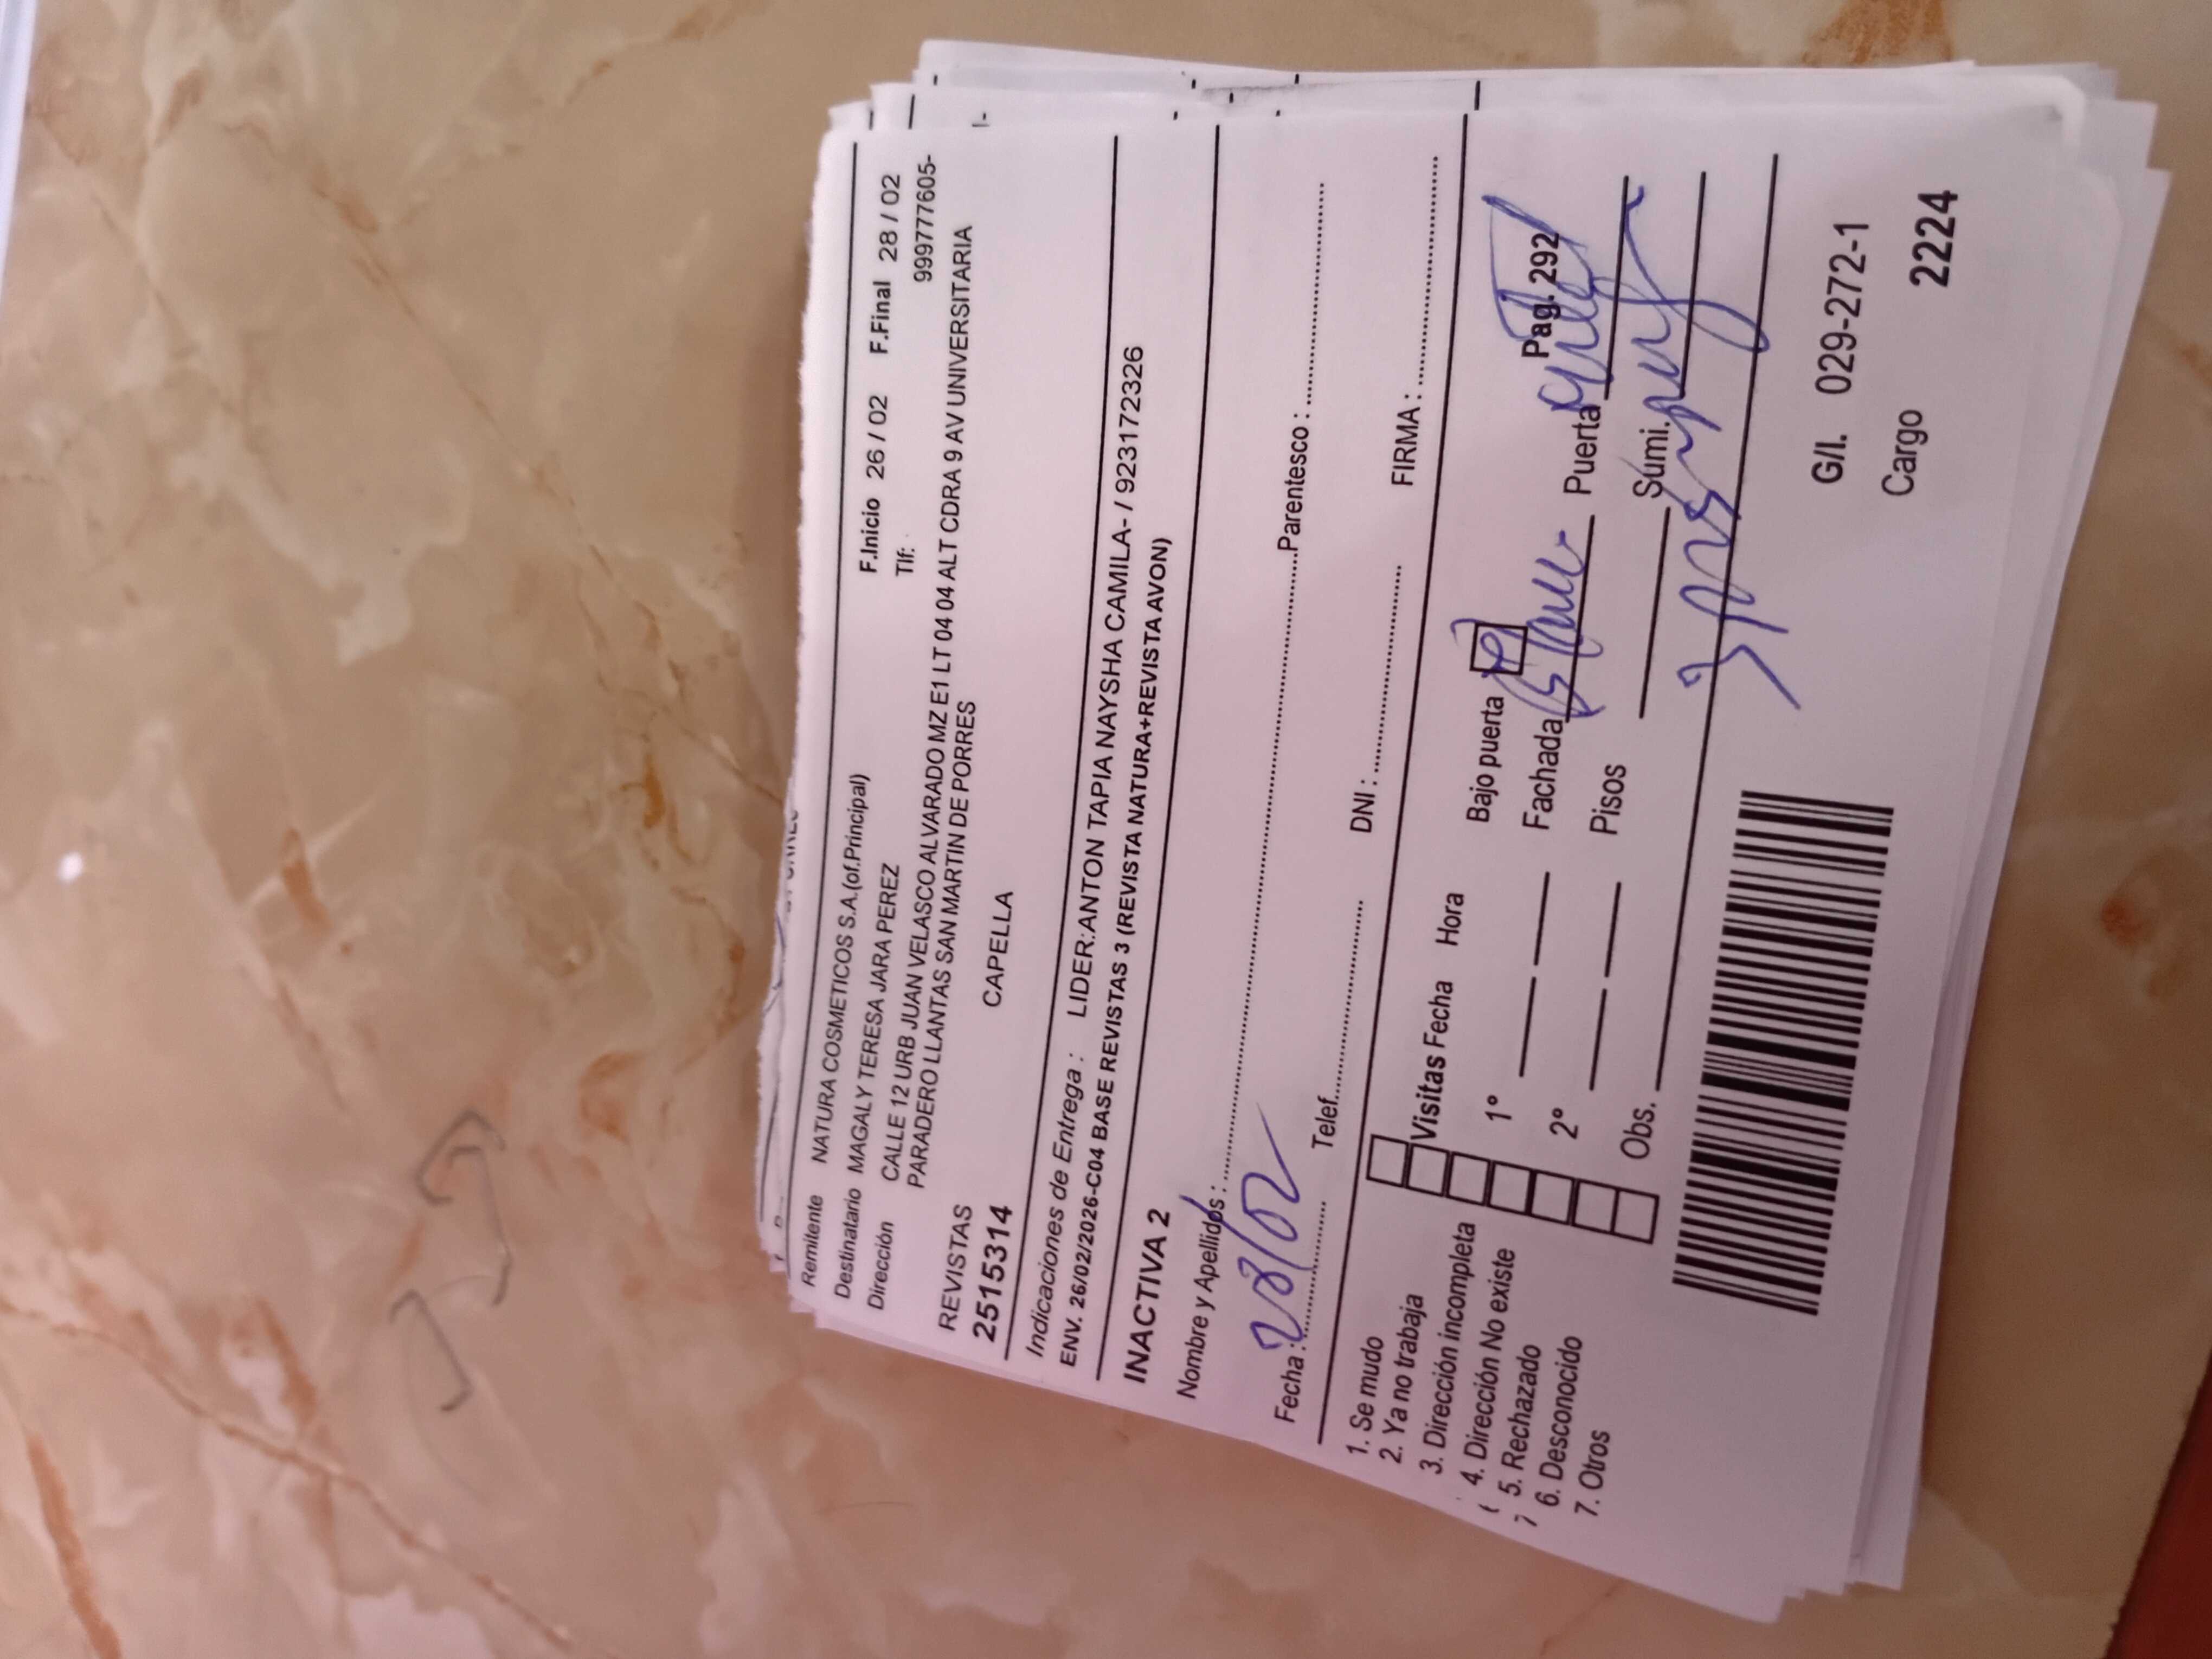 Remitente NATURA COSMETICOS S.A.(of.Principal) F.Inicio 26 / 02 F.Final 28 / 02
Destinatario MAGALY TERESA JARA PEREZ Tlf: 999777605-
Dirección CALLE 12 URB JUAN VELASCO ALVARADO MZ E1 LT 04 04 ALT CDRA 9 AV UNIVERSITARIA
PARADERO LLANTAS SAN MARTIN DE PORRES
REVISTAS
2515314 CAPELLA
Indicaciones de Entrega : LIDER:ANTON TAPIA NAYSHA CAMILA- / 923172326
ENV. 26/02/2026-C04 BASE REVISTAS 3 (REVISTA NATURA+REVISTA AVON)
INACTIVA 2
Nombre y Apellidos : Parentesco :
Fecha : 28/02 Telef. DNI : FIRMA :
1. Se mudo
2. Ya no trabaja
3. Dirección incompleta
4. Dirección No existe
5. Rechazado
6. Desconocido
7. Otros
Visitas Fecha Hora Bajo puerta Pag. 292
1° Fachada Puerta
2° Pisos Sumi.
Obs.
G/I. 029-272-1
Cargo 2224